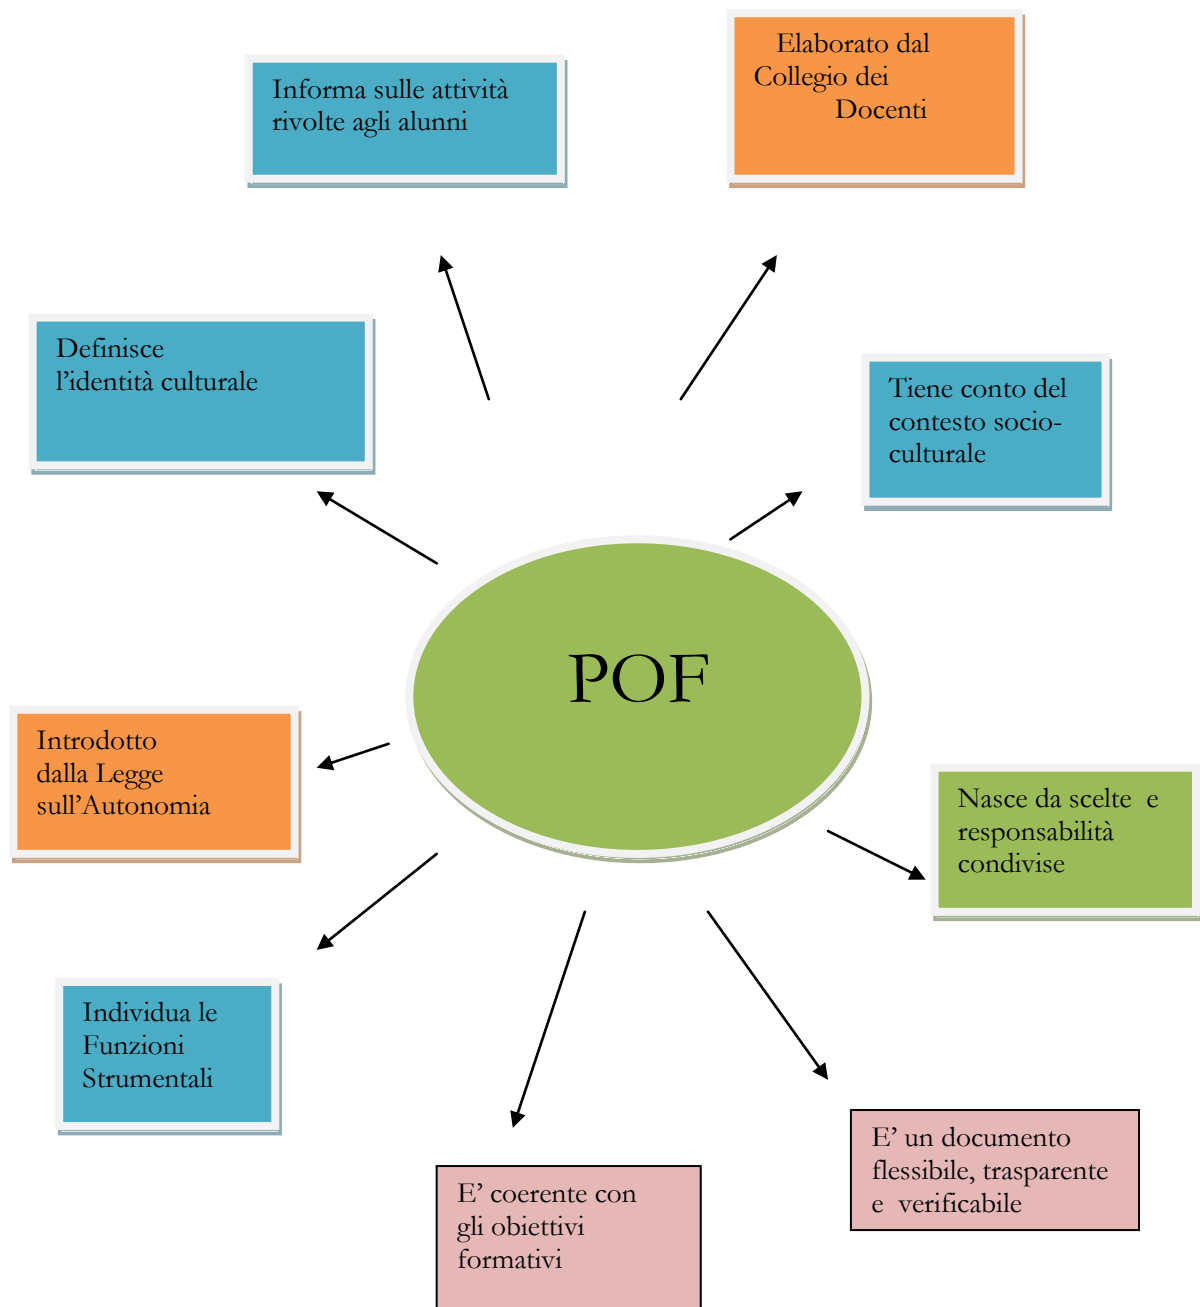 Elaborato dal
Collegio dei
Docenti
Informa sulle attività
rivolte agli alunni
Definisce
l’identità culturale
Tiene conto del
contesto socio-
culturale
POF
Introdotto
dalla Legge
sull’Autonomia
Nasce da scelte e
responsabilità
condivise
Individua le
Funzioni
Strumentali
E’ un documento
flessibile, trasparente
e verificabile
E’ coerente con
gli obiettivi
formativi